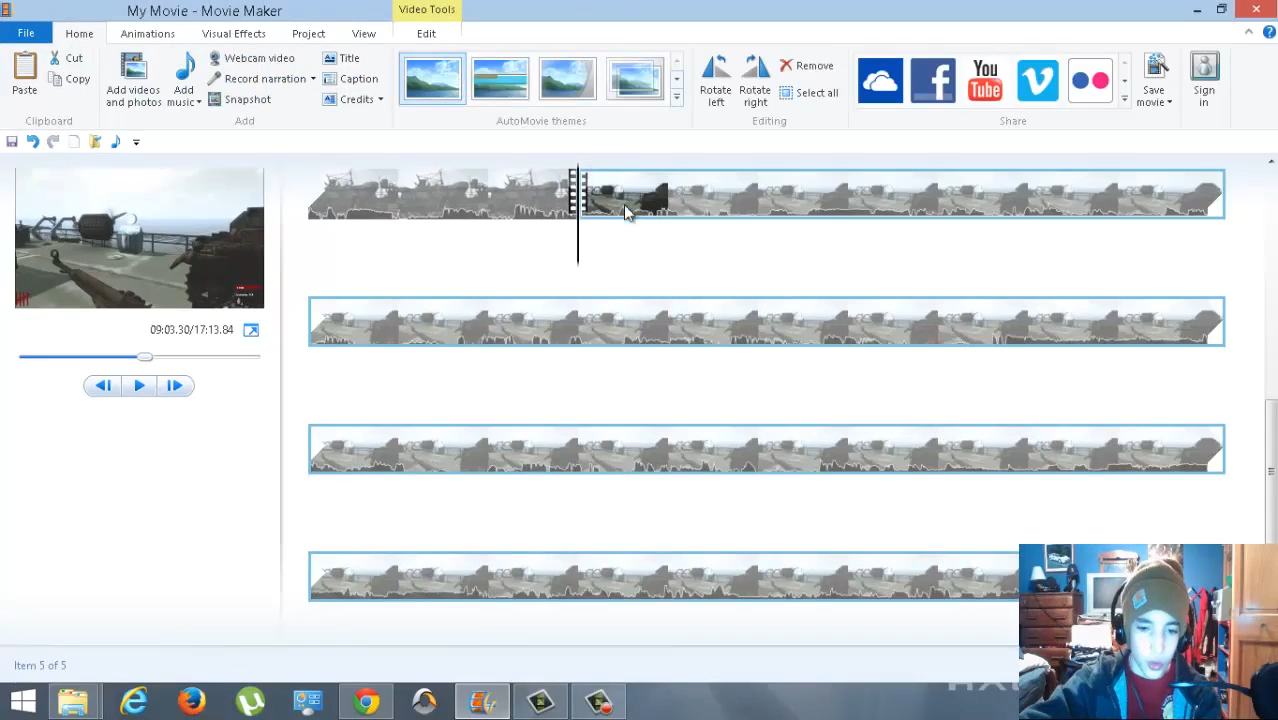 My Movie - Movie Maker
Video Tools
File
Home
Animations
Visual Effects
Project
View
Edit
Paste
Cut
Copy
Clipboard
Add videos
and photos
Add
music
Webcam video
Record narration
Snapshot
Title
Caption
Credits
Add
AutoMovie themes
Rotate
left
Rotate
right
Remove
Select all
Editing
You
Tube
Share
Save
movie
Sign
in
09:03.30/17:13.84
Item 5 of 5